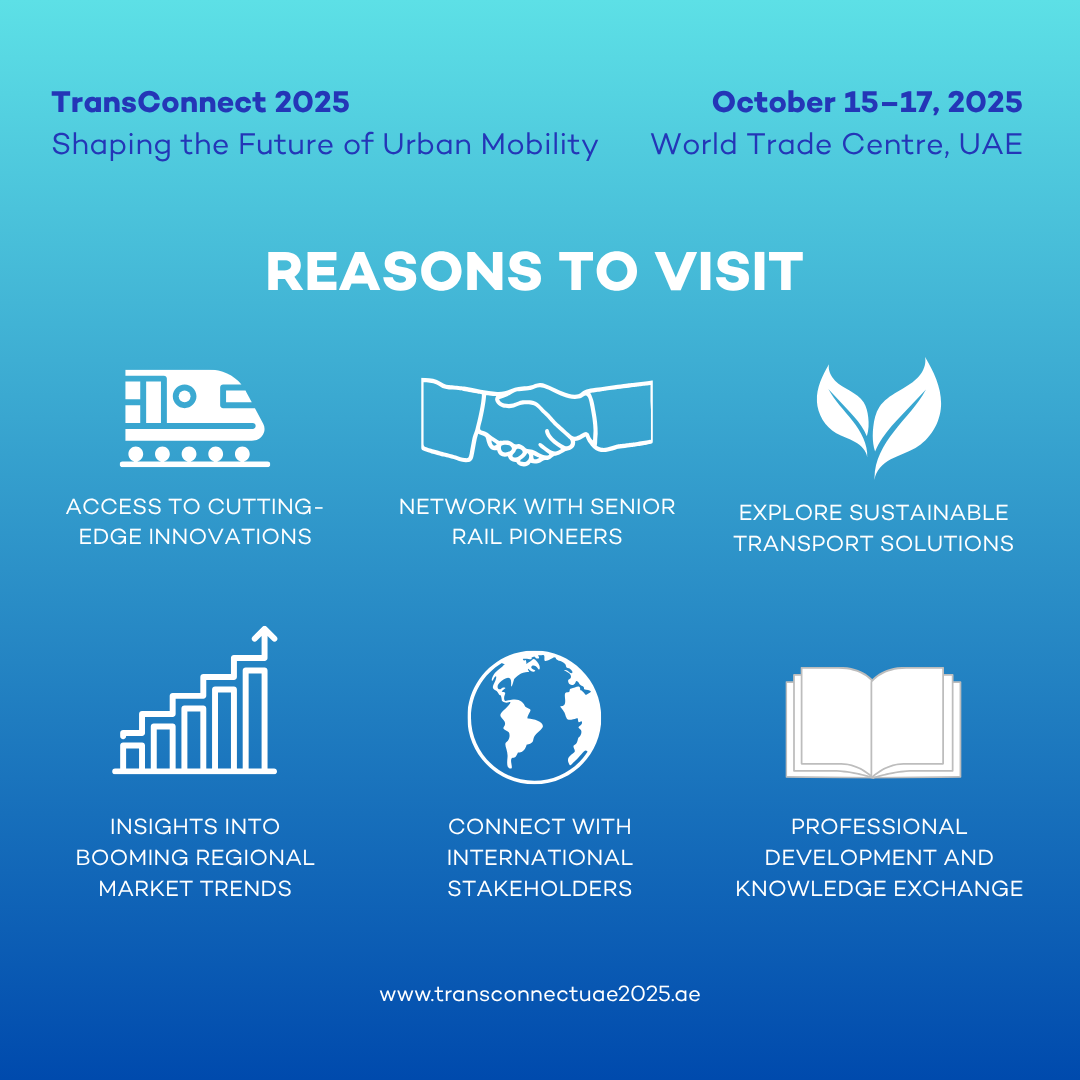 TransConnect 2025
Shaping the Future of Urban Mobility
October 15–17, 2025
World Trade Centre, UAE
REASONS TO VISIT
ACCESS TO CUTTING-
EDGE INNOVATIONS
NETWORK WITH SENIOR
RAIL PIONEERS
EXPLORE SUSTAINABLE
TRANSPORT SOLUTIONS
INSIGHTS INTO
BOOMING REGIONAL
MARKET TRENDS
CONNECT WITH
INTERNATIONAL
STAKEHOLDERS
PROFESSIONAL
DEVELOPMENT AND
KNOWLEDGE EXCHANGE
www.transconnectuae2025.ae